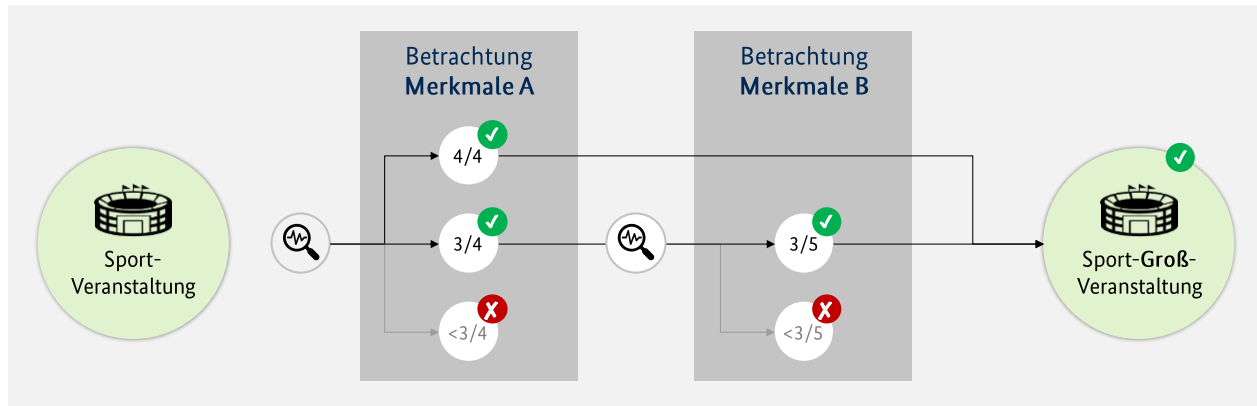 Betrachtung
Merkmale A
Betrachtung
Merkmale B
4/4
Sport-
Veranstaltung
3/4
3/5
Sport-Groß-
Veranstaltung
<3/4
<3/5